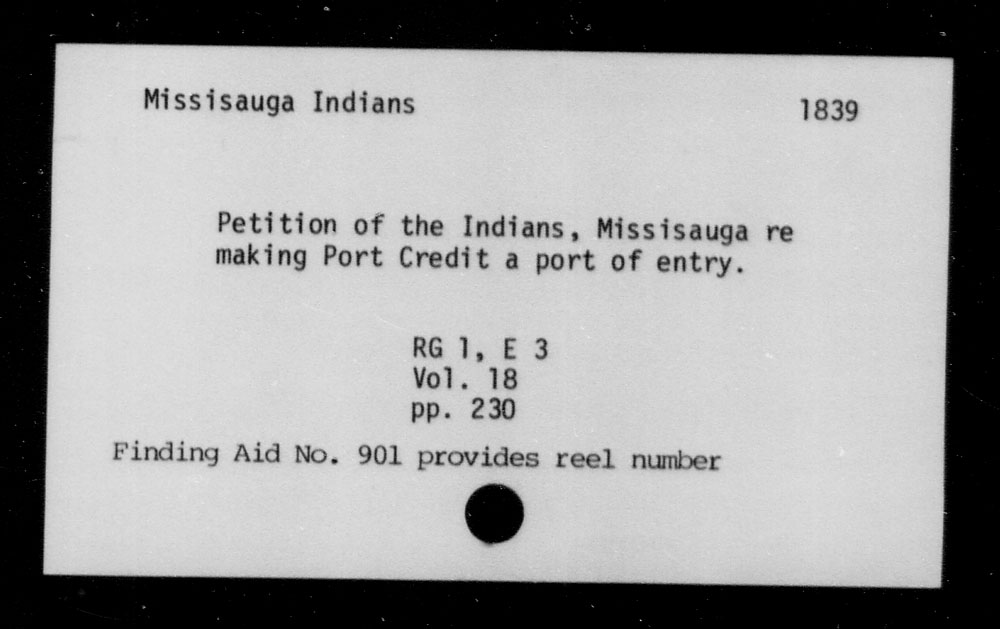 Missisauga Indians
1839
Petition of the Indians, Missisauga re
making Port Credit a port of entry.
RG 1, E 3
Vol. 18
pp. 230
Finding Aid No. 901 provides reel number